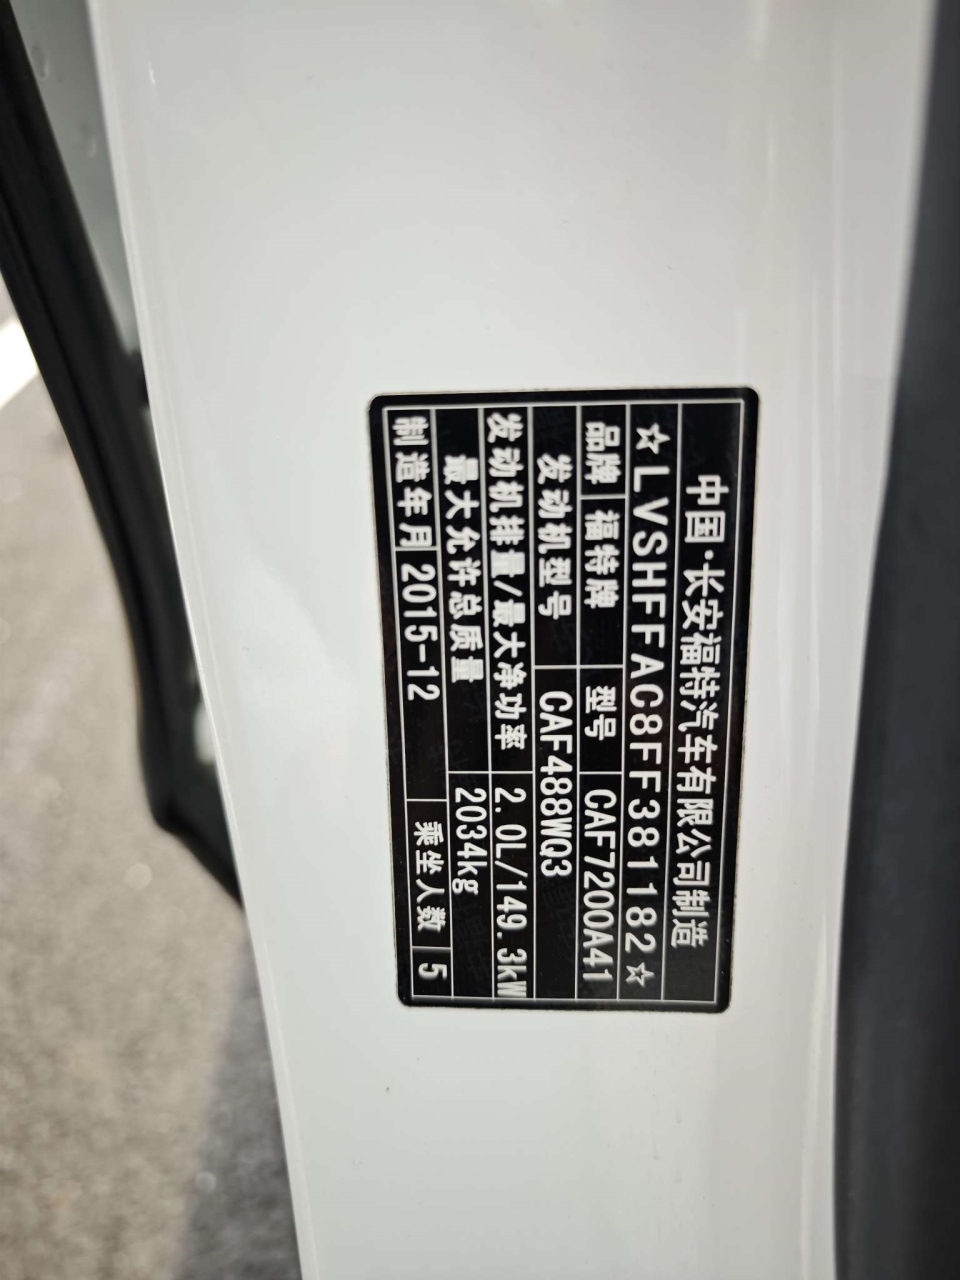 中国·长安福特汽车有限公司制造
☆LVSHFFAC8FF381182☆
品牌 福特牌 型号 CAF7200A41
发动机型号 CAF488WQ3
发动机排量/最大净功率 2.0L/149.3kW
最大允许总质量 2034kg
制造年月 2015-12 乘坐人数 5